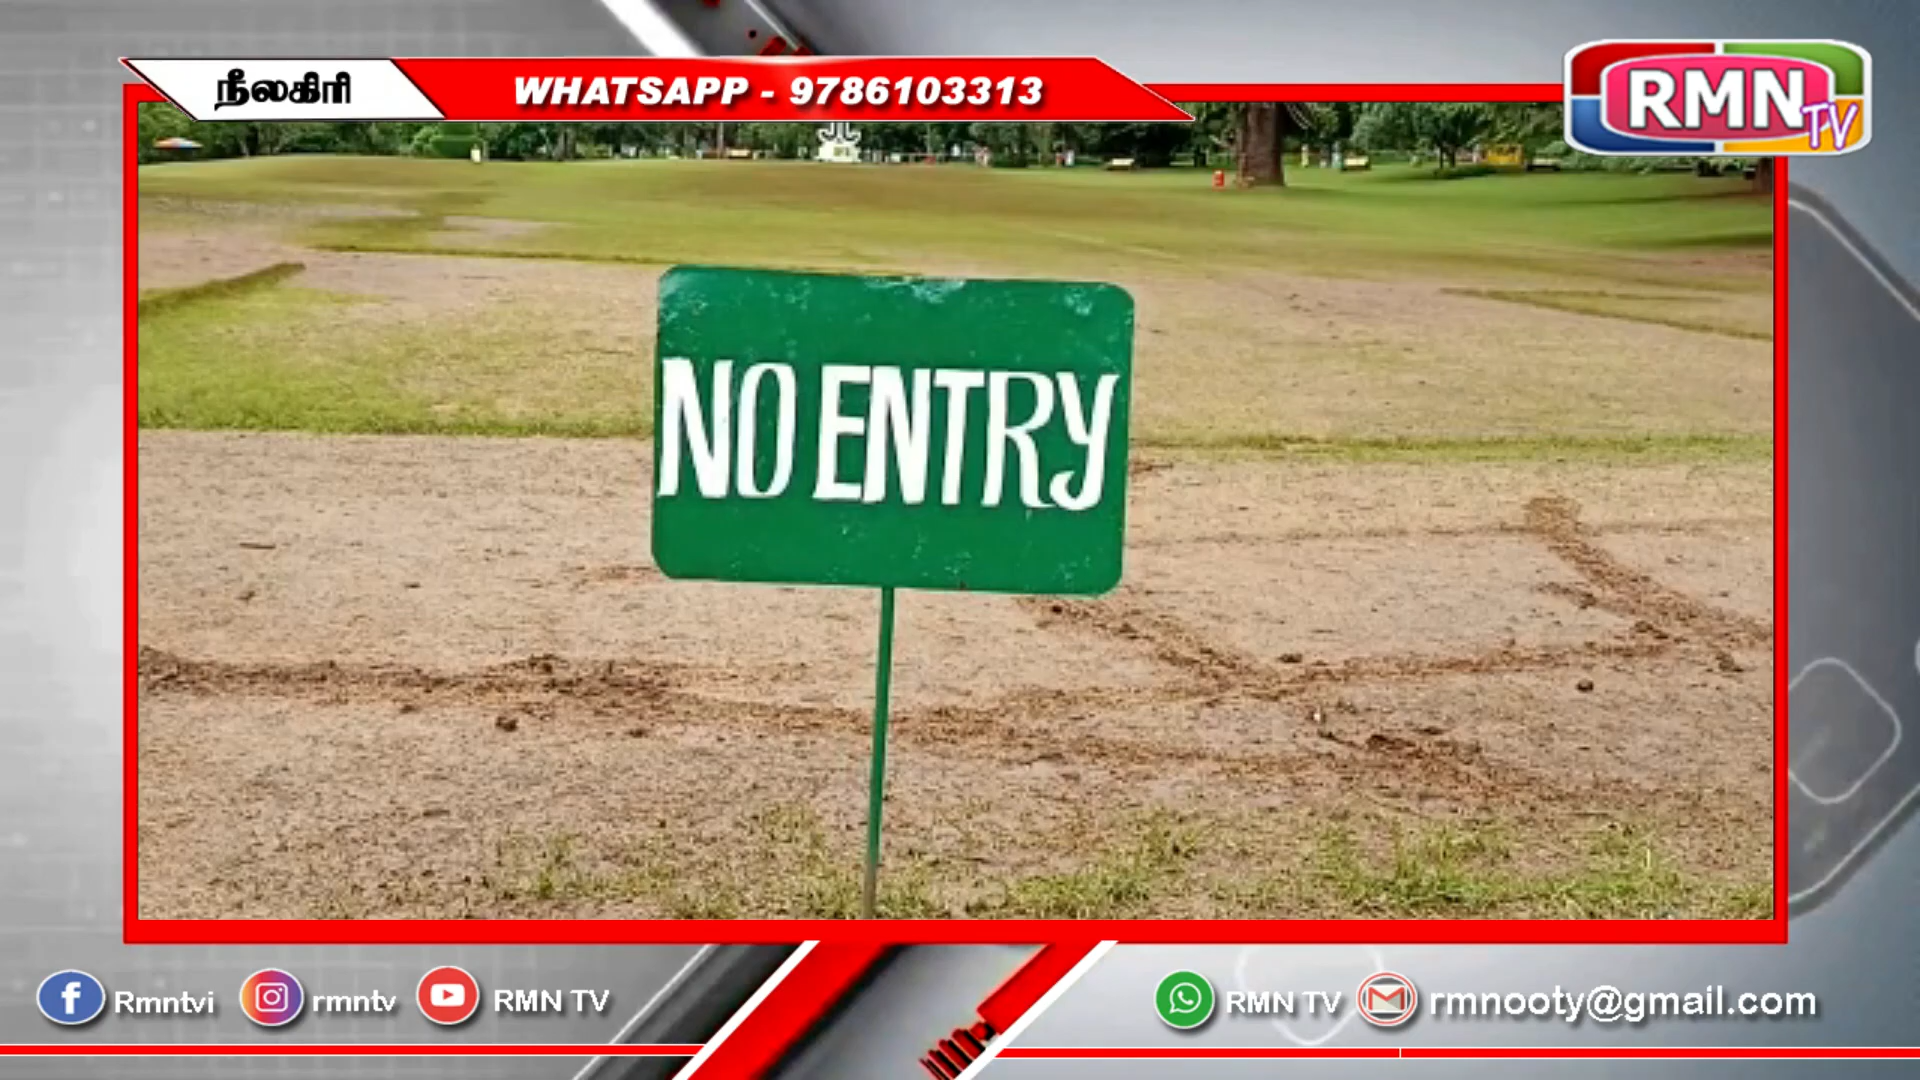 நீலகிரி
WHATSAPP - 9786103313
RMN TV
NO ENTRY
Rmntvi
rmntv
RMN TV
RMN TV
rmnooty@gmail.com